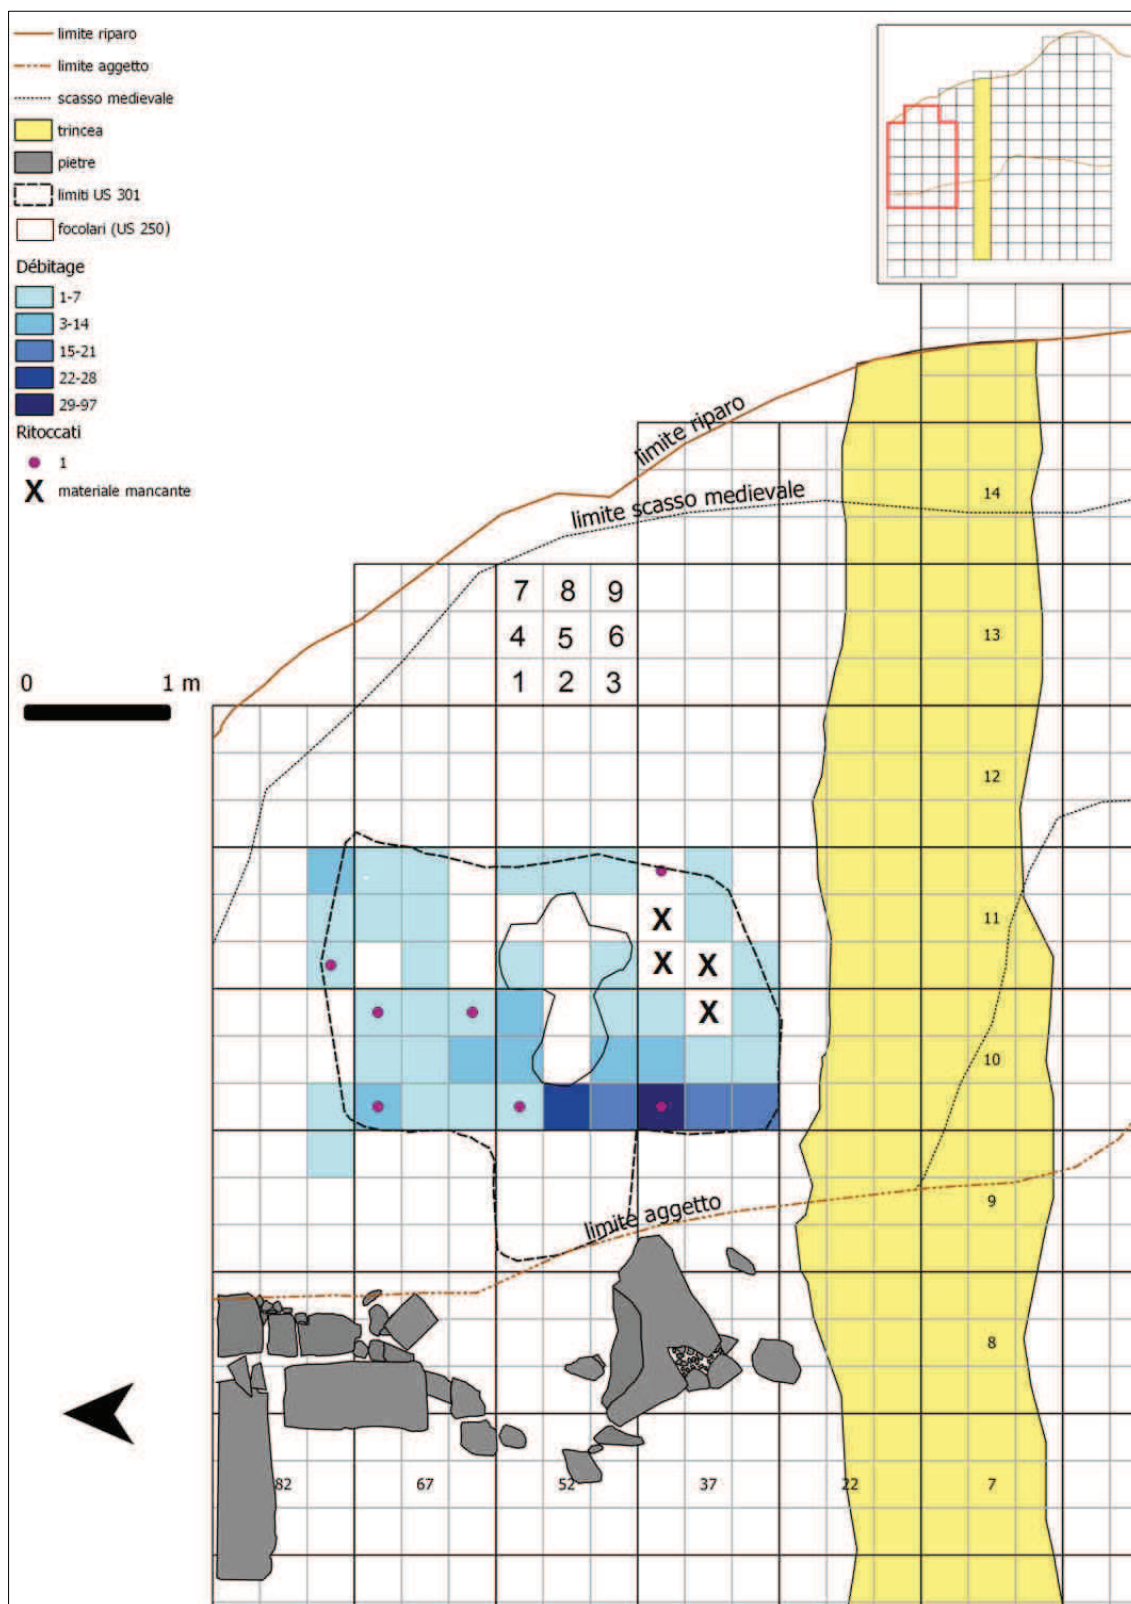 limite riparo
limite aggetto
scasso medievale
trincea
pietre
limiti US 301
focolari (US 250)
Débitage
1-7
3-14
15-21
22-28
29-97
Ritoccati
1
X materiale mancante
limite riparo
limite scasso medievale
14
7 8 9
4 5 6
1 2 3
13
0 1 m
12
X
11
X X
X
10
9
limite aggetto
8
82 67 52 37 22 7